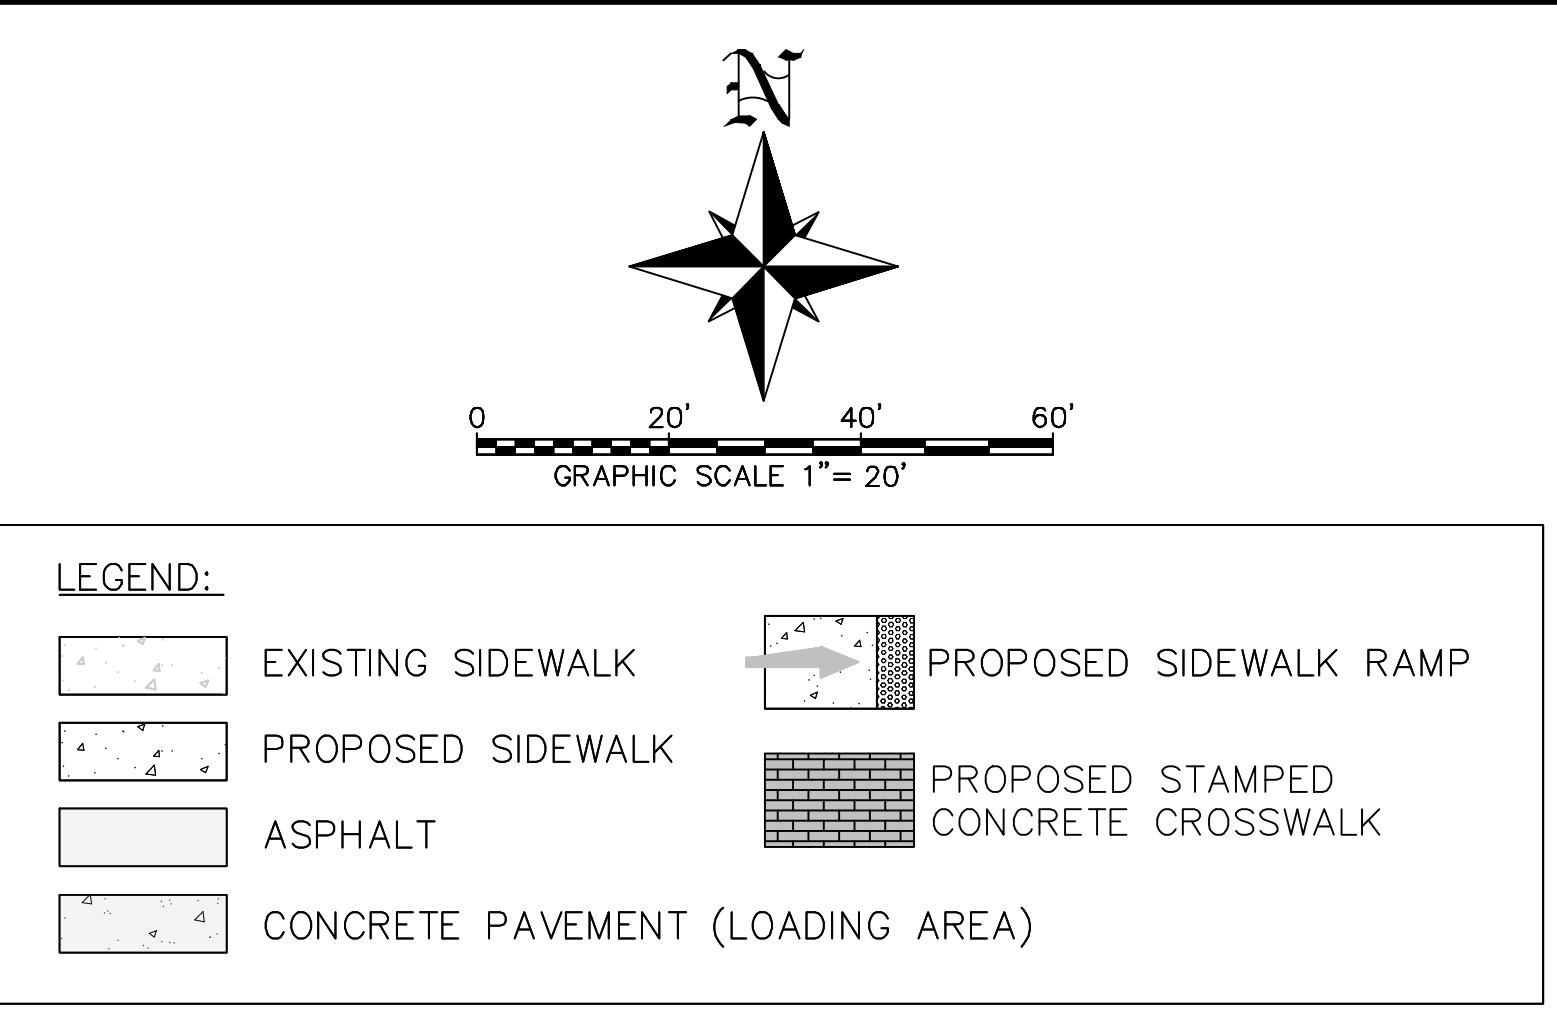 N
0 20' 40' 60'
GRAPHIC SCALE 1"= 20'
LEGEND:
EXISTING SIDEWALK
PROPOSED SIDEWALK
ASPHALT
CONCRETE PAVEMENT (LOADING AREA)
PROPOSED SIDEWALK RAMP
PROPOSED STAMPED
CONCRETE CROSSWALK